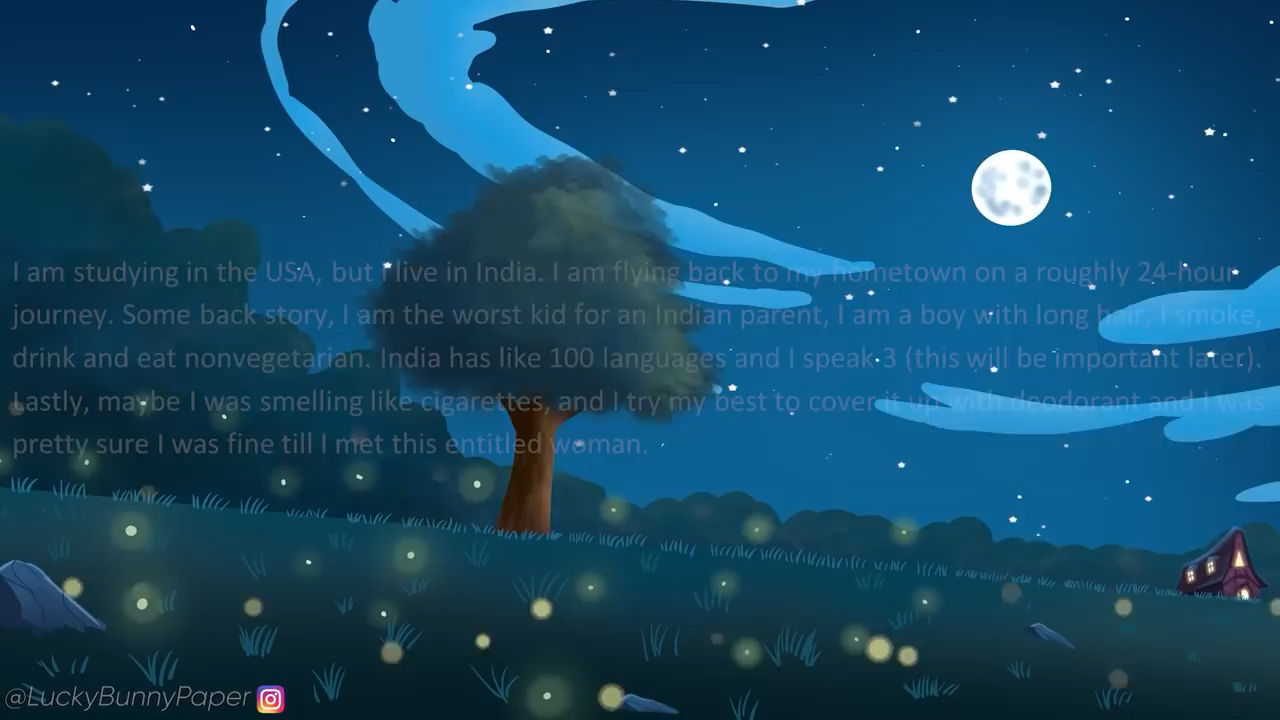 I am studying in the USA, but I live in India. I am flying back to my hometown on a roughly 24-hour
journey. Some back story, I am the worst kid for an Indian parent, I am a boy with long hair, I smoke,
drink and eat nonvegetarian. India has like 100 languages and I speak 3 (this will be important later).
Lastly, maybe I was smelling like cigarettes, and I try my best to cover it up with deodorant and I was
pretty sure I was fine till I met this entitled woman.
@LuckyBunnyPaper